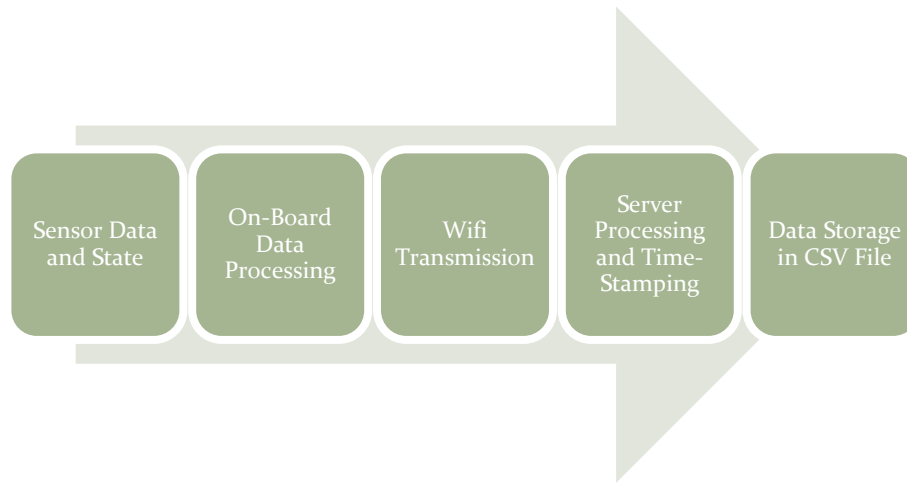 Sensor Data
and State
On-Board
Data
Processing
Wifi
Transmission
Server
Processing
and Time-
Stamping
Data Storage
in CSV File